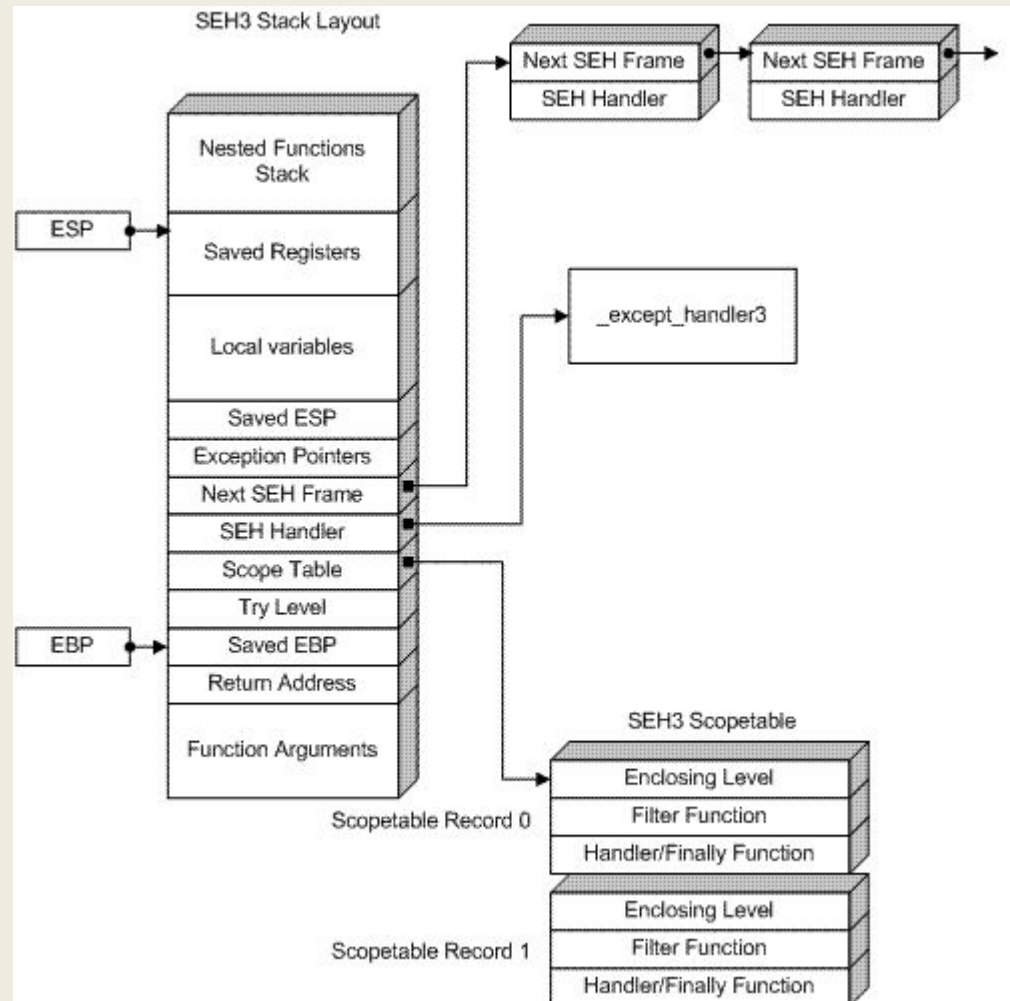 SEH3 Stack Layout
Next SEH Frame
SEH Handler
Next SEH Frame
SEH Handler
Nested Functions
Stack
ESP
Saved Registers
Local variables
_except_handler3
Saved ESP
Exception Pointers
Next SEH Frame
SEH Handler
Scope Table
Try Level
EBP
Saved EBP
Return Address
Function Arguments
SEH3 Scopetable
Scopetable Record 0
Enclosing Level
Filter Function
Handler/Finally Function
Scopetable Record 1
Enclosing Level
Filter Function
Handler/Finally Function